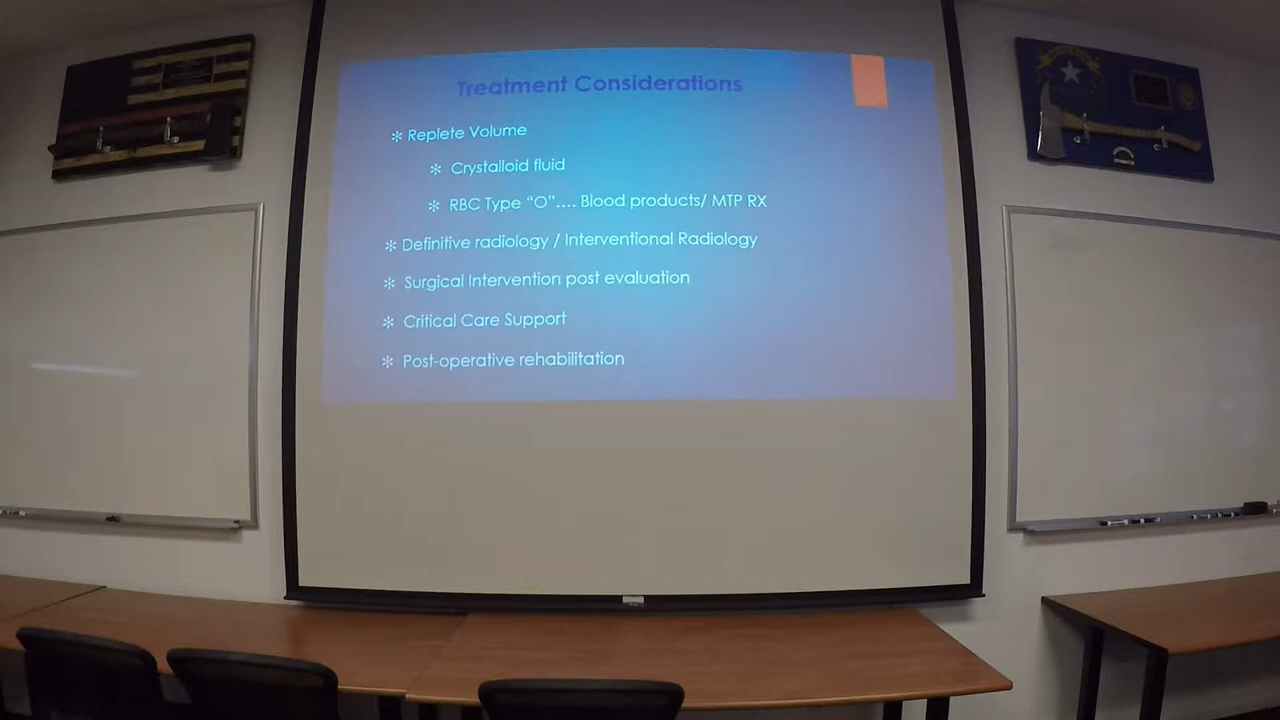 Treatment Considerations
✻ Replete Volume
✻ Crystalloid fluid
✻ RBC Type “O”.... Blood products/ MTP RX
✻ Definitive radiology / Interventional Radiology
✻ Surgical Intervention post evaluation
✻ Critical Care Support
✻ Post-operative rehabilitation